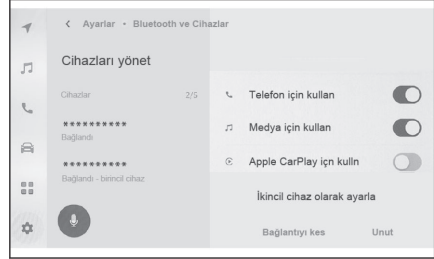 Ayarlar • Bluetooth ve Cihazlar
Cihazları yönet
Cihazlar 2/5
**********
Bağlandı
**********
Bağlandı - birincil cihaz
Telefon için kullan
Medya için kullan
Apple CarPlay içn kulln
İkincil cihaz olarak ayarla
Bağlantıyı kes Unut